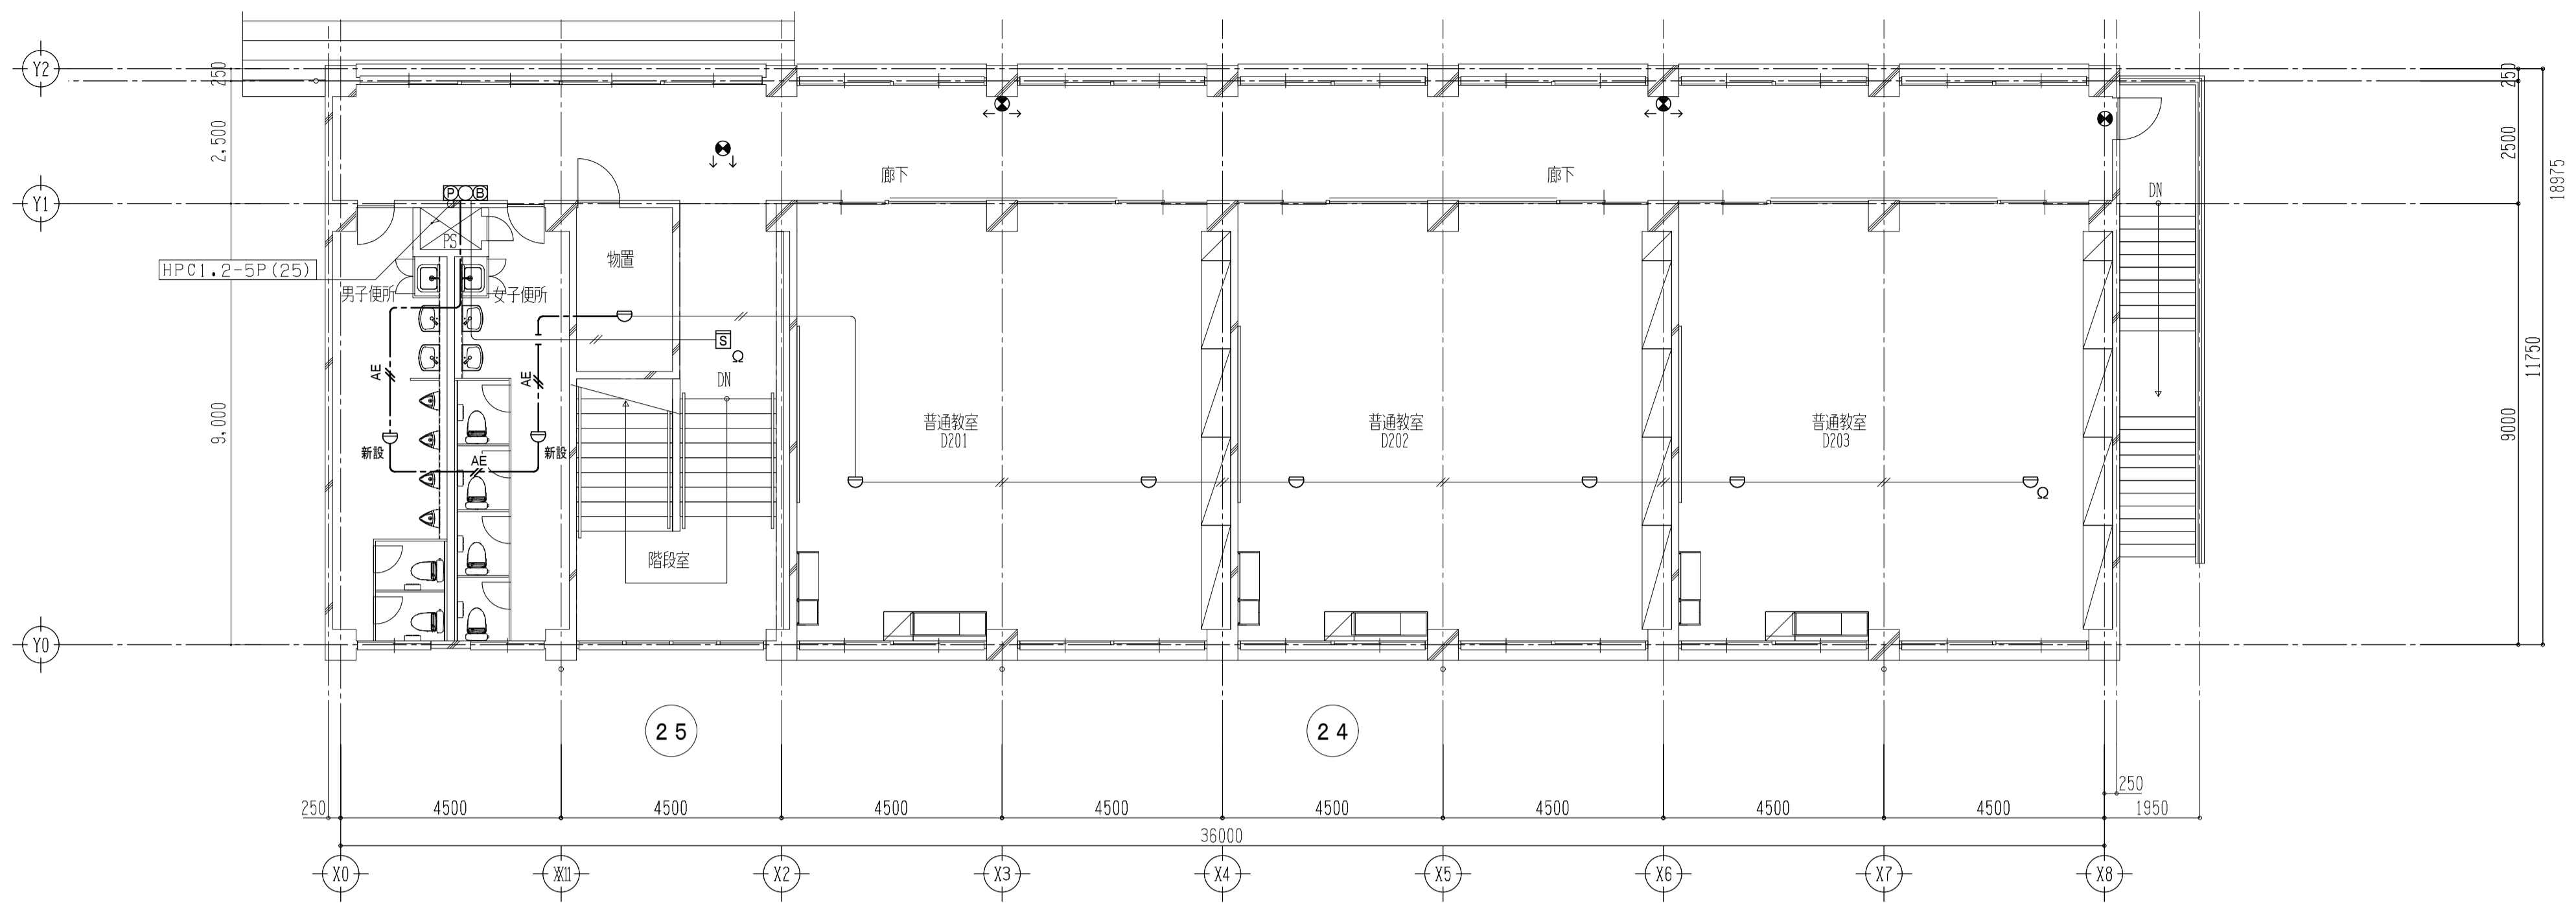 Y2
250
250
2,500
2500
18975
廊下
廊下
DN
P
B
Y1
PS
物置
HPC1.2-5P(25)
男子便所
女子便所
S
Ω
AE
AE
DN
11750
9,000
9000
普通教室
D201
普通教室
D202
普通教室
D203
新設
AE
新設
Ω
階段室
Y0
25
24
250
250
4500
4500
4500
4500
4500
4500
4500
4500
1950
36000
X0
X2
X3
X4
X5
X6
X7
X8